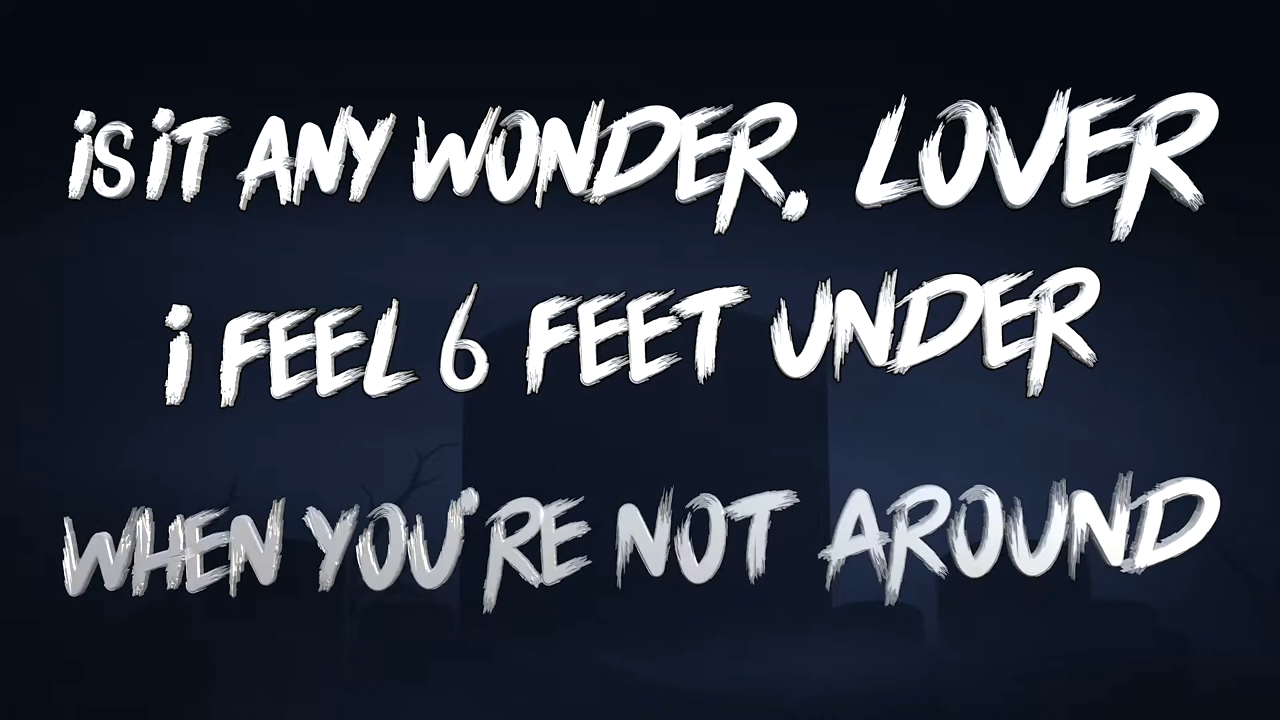 iS iT ANY WONDER, LOVER
i FEEL 6 FEET UNDER
WHEN YOU'RE NOT AROUND